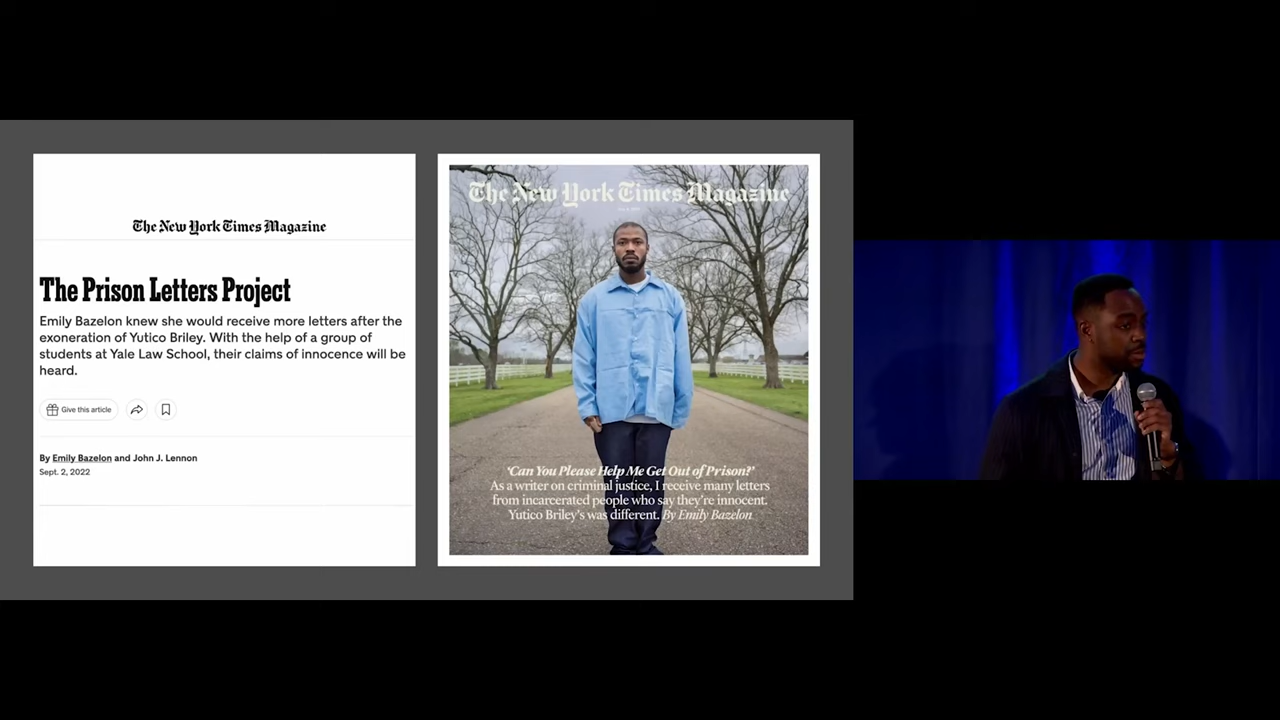 The New York Times Magazine
The Prison Letters Project
Emily Bazelon knew she would receive more letters after the
exoneration of Yutico Briley. With the help of a group of
students at Yale Law School, their claims of innocence will be
heard.
Give this article
By Emily Bazelon and John J. Lennon
Sept. 2, 2022
The New York Times Magazine
‘Can You Please Help Me Get Out of Prison?’
As a writer on criminal justice, I receive many letters
from incarcerated people who say they're innocent.
Yutico Briley's was different. By Emily Bazelon